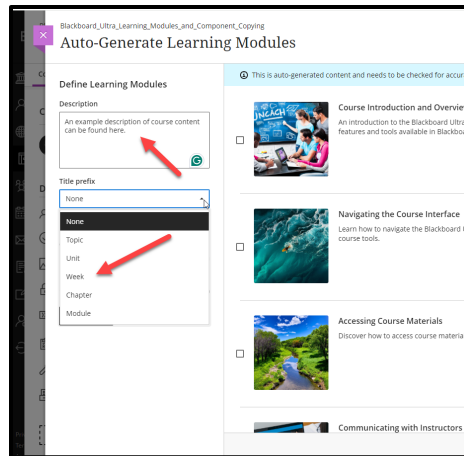 Blackboard_Ultra_Learning_Modules_and_Component_Copying
Auto-Generate Learning Modules
Define Learning Modules
Description
An example description of course content
can be found here.
Title prefix
None
None
Topic
Unit
Week
Chapter
Module
This is auto-generated content and needs to be checked for accur
Course Introduction and Overvie
An introduction to the Blackboard Ultra
features and tools available in Blackboa
Navigating the Course Interface
Learn how to navigate the Blackboard
course tools.
Accessing Course Materials
Discover how to access course materia
Communicating with Instructors